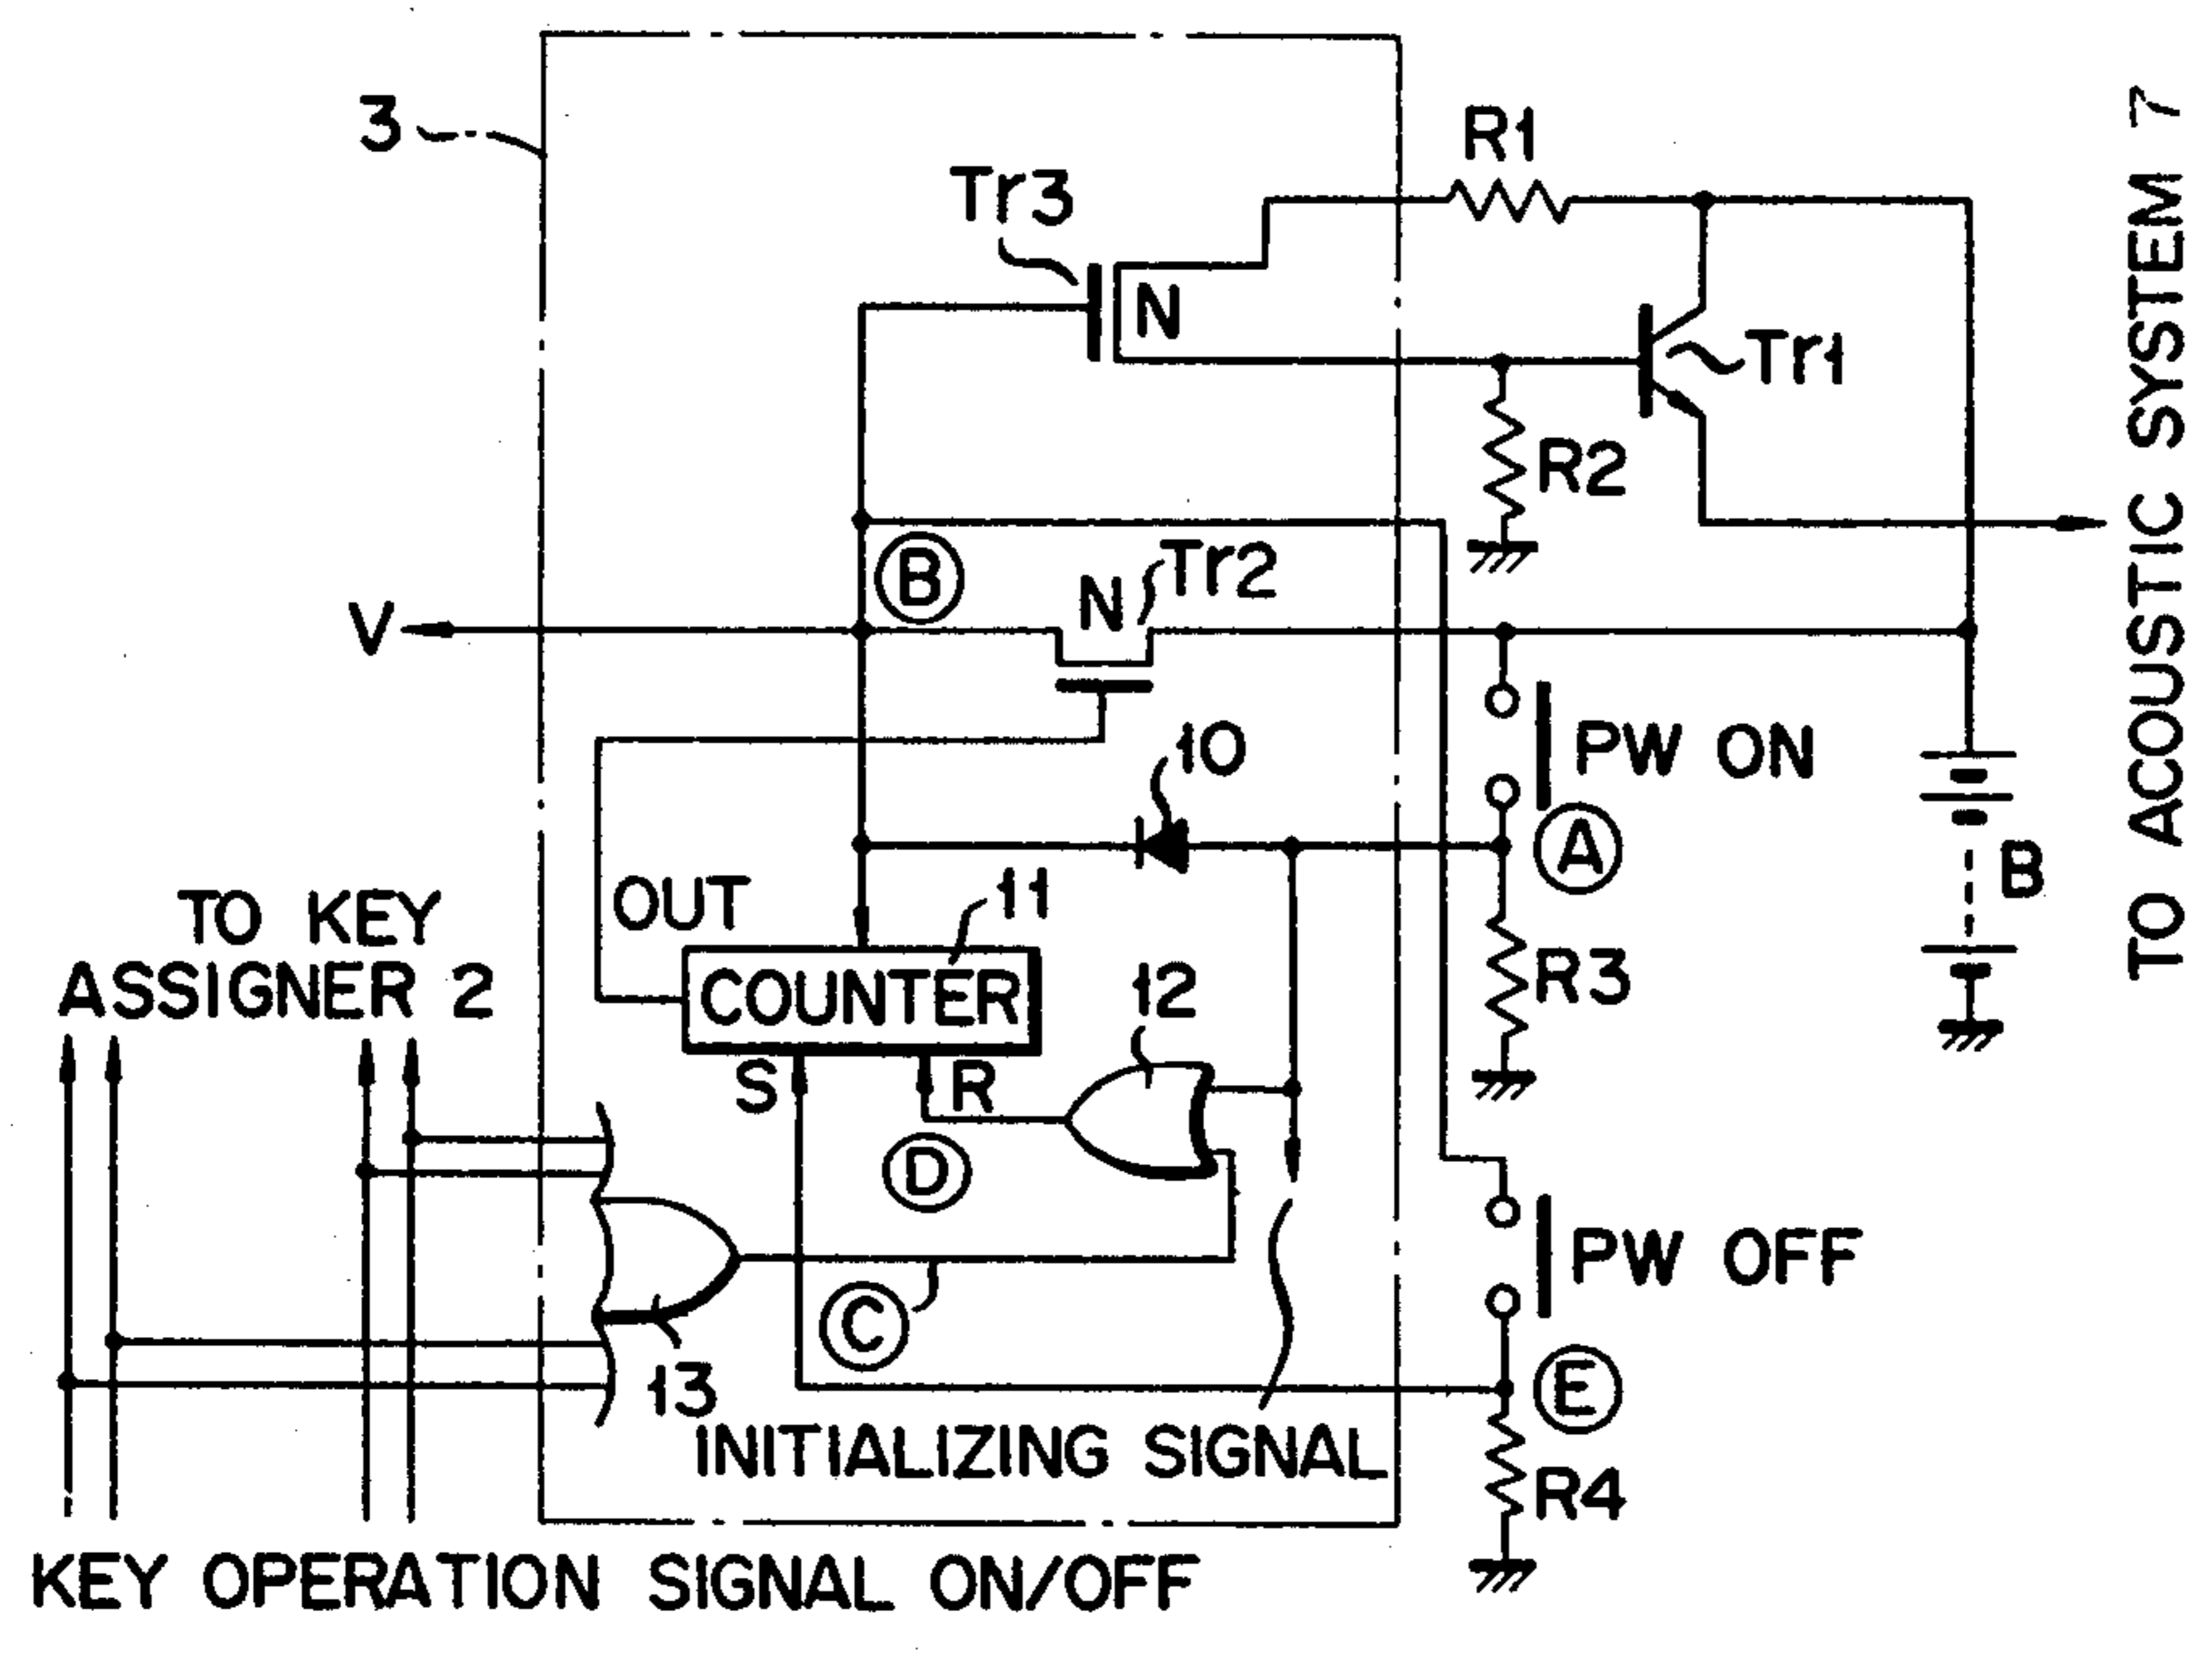 3
R1
Tr3
N
Tr1
R2
B
Tr2
N
V
10
PW ON
A
B
OUT
11
TO KEY
ASSIGNER 2
COUNTER
12
R3
S
R
D
PW OFF
C
E
13
INITIALIZING SIGNAL
R4
KEY OPERATION SIGNAL ON/OFF
TO ACOUSTIC SYSTEM 7